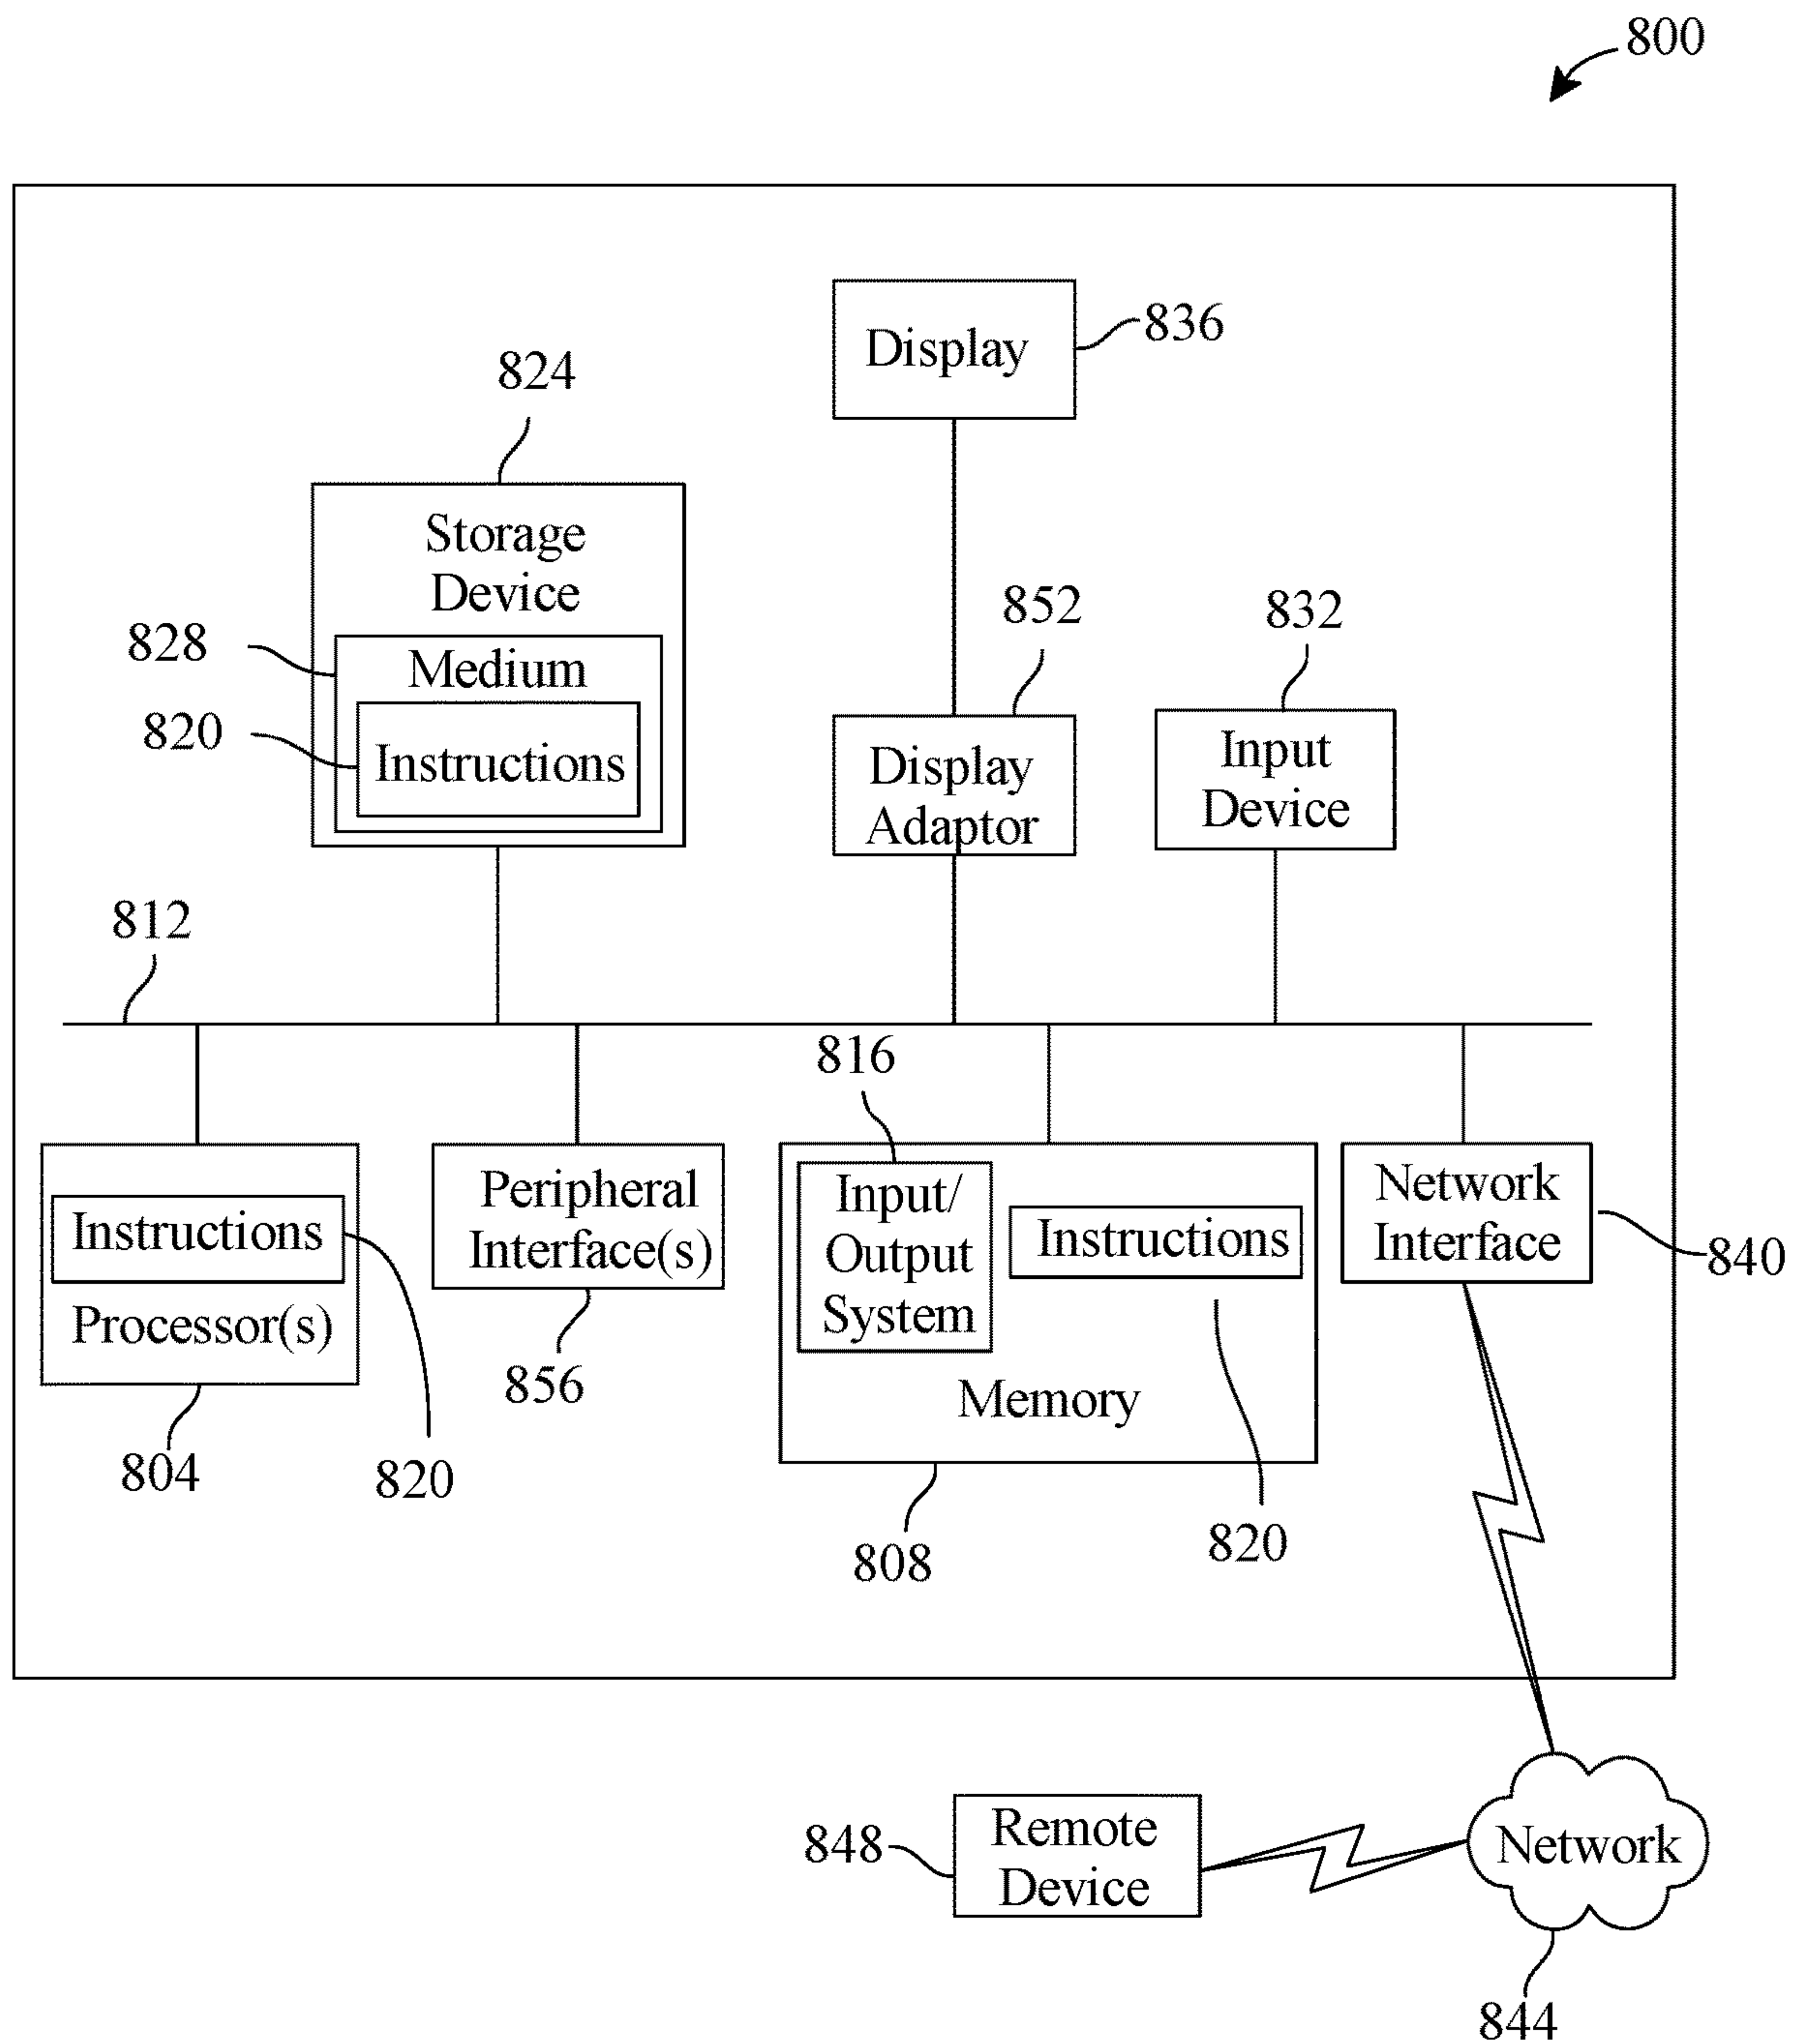 800
Display
836
824
Storage
Device
828
Medium
820
Instructions
852
Display
Adaptor
832
Input
Device
812
816
Instructions
Processor(s)
804
820
Peripheral
Interface(s)
856
Input/
Output
System
Instructions
Memory
808
820
Network
Interface
840
848
Remote
Device
Network
844